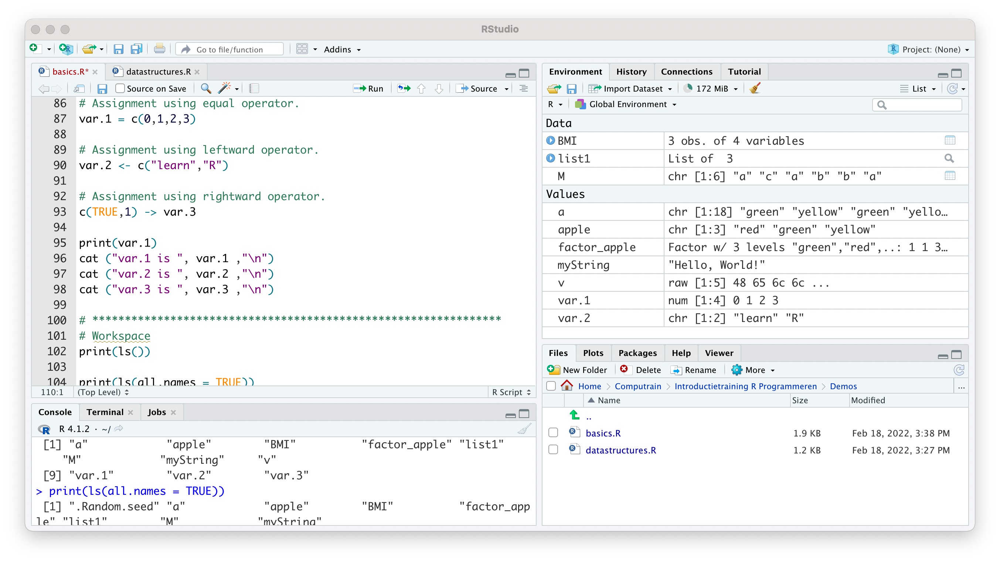 RStudio
Go to file/function
Addins
Project: (None)
basics.R*
datastructures.R
Source on Save
Run
Source
86 # Assignment using equal operator.
87 var.1 = c(0,1,2,3)
88
89 # Assignment using leftward operator.
90 var.2 <- c("learn","R")
91
92 # Assignment using rightward operator.
93 c(TRUE,1) -> var.3
94
95 print(var.1)
96 cat ("var.1 is ", var.1 ,"\n")
97 cat ("var.2 is ", var.2 ,"\n")
98 cat ("var.3 is ", var.3 ,"\n")
99
100 # ***************************************************************
101 # Workspace
102 print(ls())
103
104 print(ls(all.names = TRUE))
110:1 (Top Level) R Script
Console Terminal Jobs
R 4.1.2 · ~/
[1] "a" "apple" "BMI" "factor_apple" "list1"
"M" "myString" "v"
[9] "var.1" "var.2" "var.3"
> print(ls(all.names = TRUE))
[1] ".Random.seed" "a" "apple" "BMI" "factor_app
le" "list1" "M" "myString"
Environment History Connections Tutorial
Import Dataset 172 MiB List
R Global Environment
Data
BMI 3 obs. of 4 variables
list1 List of 3
M chr [1:6] "a" "c" "a" "b" "b" "a"
Values
a chr [1:18] "green" "yellow" "green" "yello…
apple chr [1:3] "red" "green" "yellow"
factor_apple Factor w/ 3 levels "green","red",..: 1 1 3…
myString "Hello, World!"
v raw [1:5] 48 65 6c 6c ...
var.1 num [1:4] 0 1 2 3
var.2 chr [1:2] "learn" "R"
Files Plots Packages Help Viewer
New Folder Delete Rename More
Home Computrain Introductietraining R Programmeren Demos ...
Name Size Modified
..
basics.R 1.9 KB Feb 18, 2022, 3:38 PM
datastructures.R 1.2 KB Feb 18, 2022, 3:27 PM